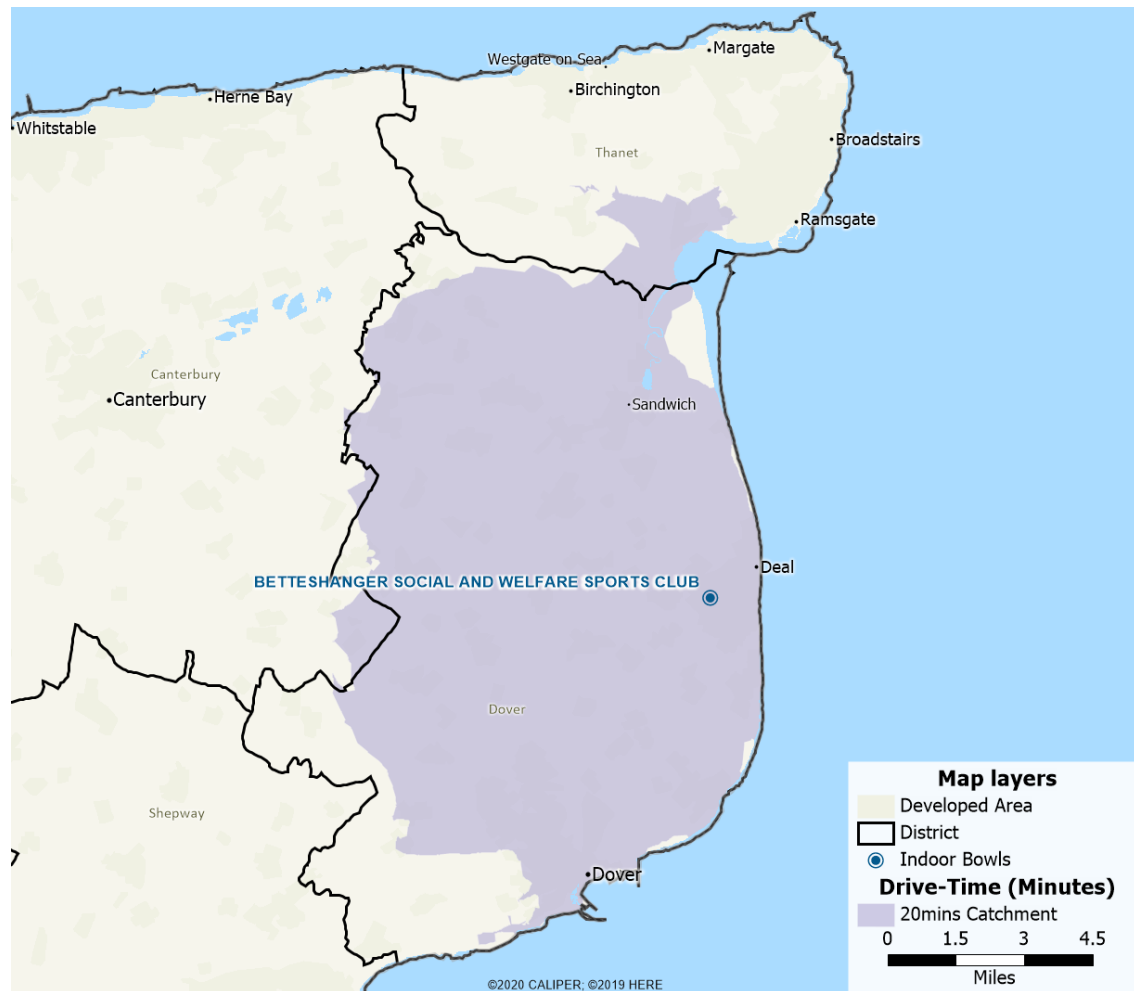 Westgate on Sea
Margate
Birchington
Herne Bay
Whitstable
Broadstairs
Thanet
Ramsgate
Canterbury
Canterbury
Sandwich
Deal
BETTESHANGER SOCIAL AND WELFARE SPORTS CLUB
Dover
Shepway
Dover
Map layers
Developed Area
District
Indoor Bowls
Drive-Time (Minutes)
20mins Catchment
0 1.5 3 4.5
Miles
©2020 CALIPER; ©2019 HERE